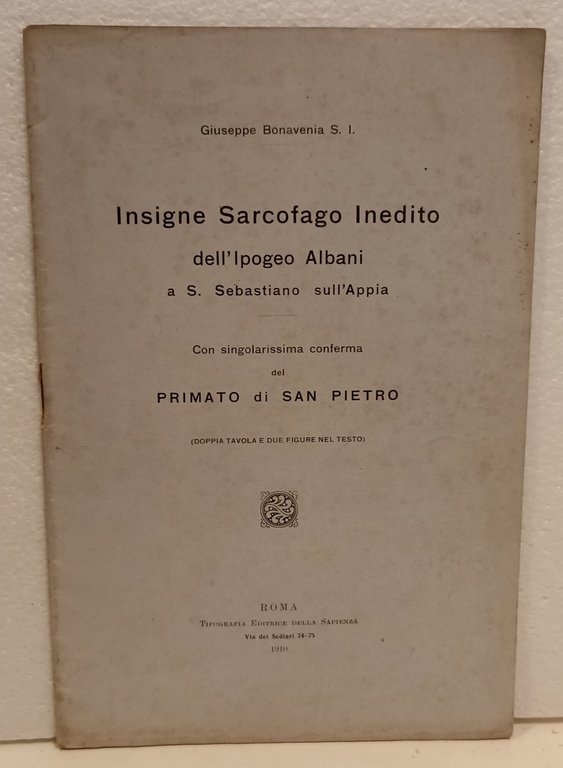 Giuseppe Bonavenia S. I.
Insigne Sarcofago Inedito
dell'Ipogeo Albani
a S. Sebastiano sull'Appia
Con singolarissima conferma
del
PRIMATO di SAN PIETRO
(DOPPIA TAVOLA E DUE FIGURE NEL TESTO)
ROMA
TIPOGRAFIA EDITRICE DELLA SAPIENZA
Via dei Sediari 74-75
1910